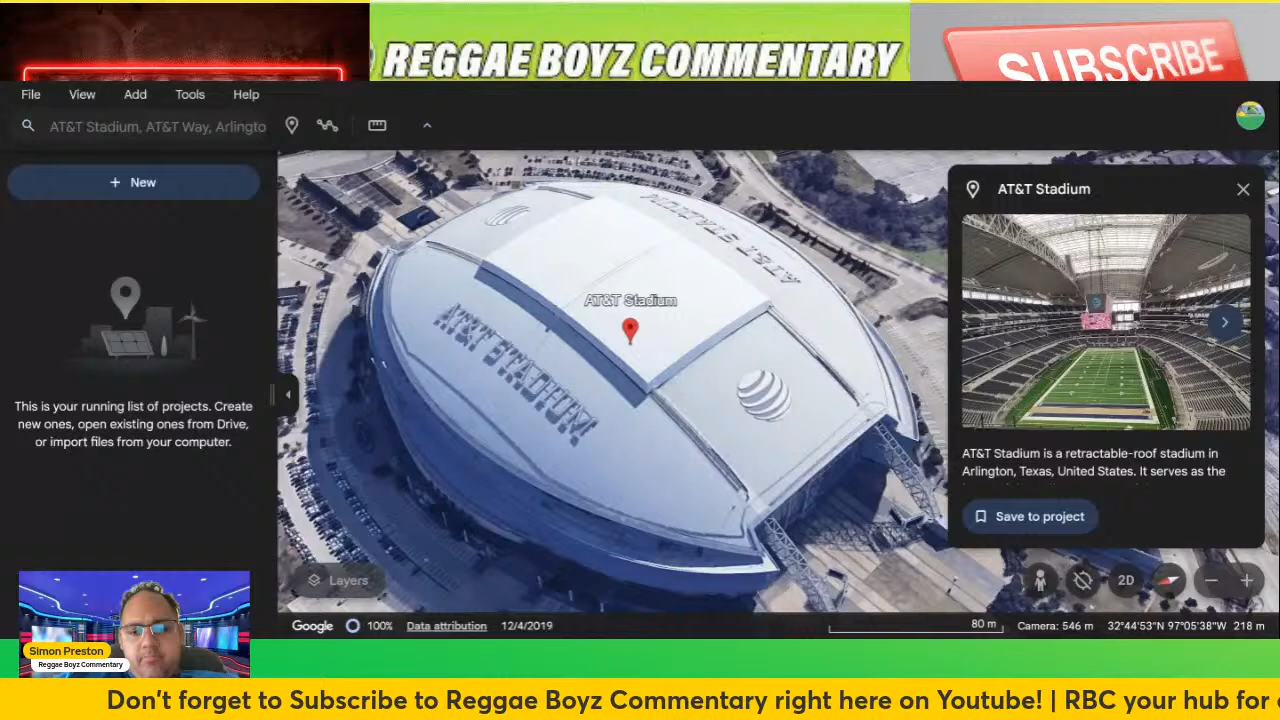 REGGAE BOYZ COMMENTARY
SUBSCRIBE
File View Add Tools Help
AT&T Stadium, AT&T Way, Arlingto
+ New
This is your running list of projects. Create
new ones, open existing ones from Drive,
or import files from your computer.
AT&T STADIUM
AT&T Stadium
AT&T STADIUM
AT&T Stadium
AT&T Stadium is a retractable-roof stadium in
Arlington, Texas, United States. It serves as the
Save to project
Layers
2D
Google 100% Data attribution 12/4/2019
80 m Camera: 546 m 32°44'53"N 97°05'38"W 218 m
Simon Preston
Reggae Boyz Commentary
Don't forget to Subscribe to Reggae Boyz Commentary right here on Youtube! | RBC your hub for